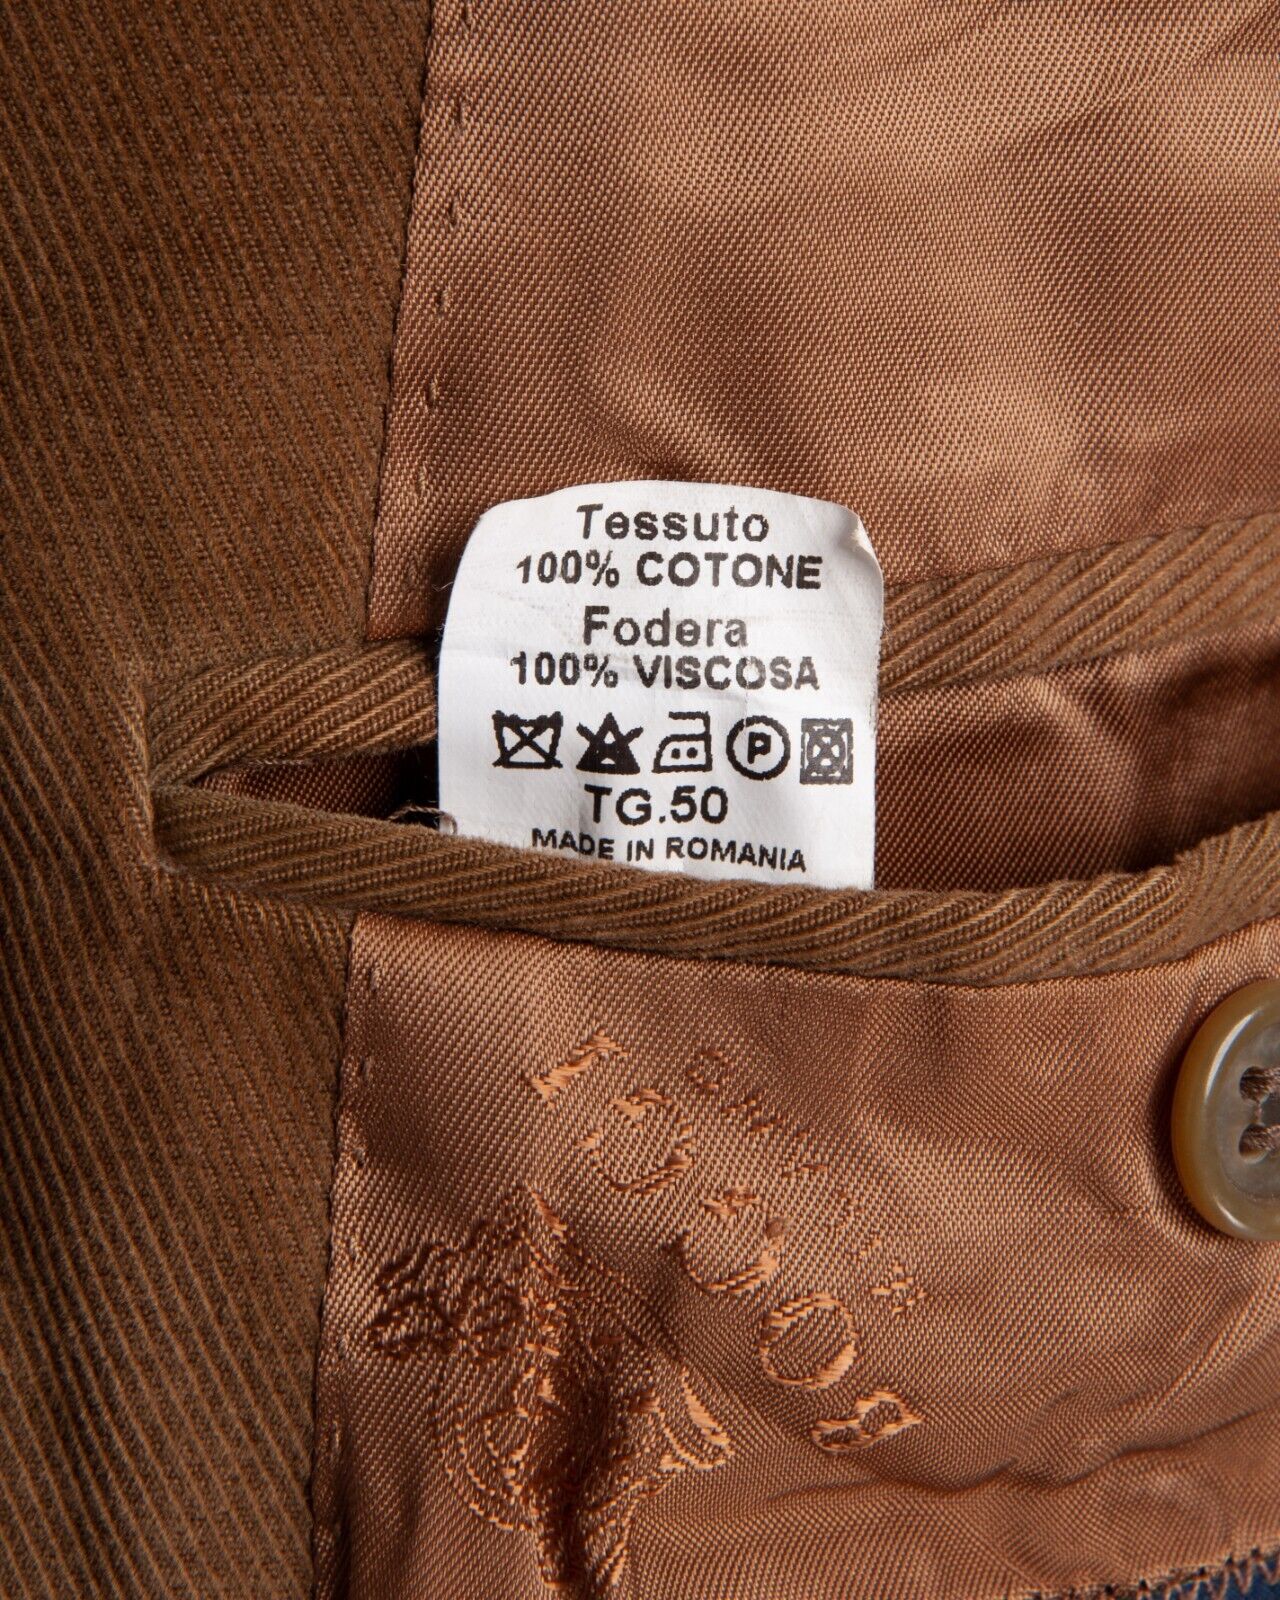 Tessuto
100% COTONE
Fodera
100% VISCOSA
P
TG.50
MADE IN ROMANIA